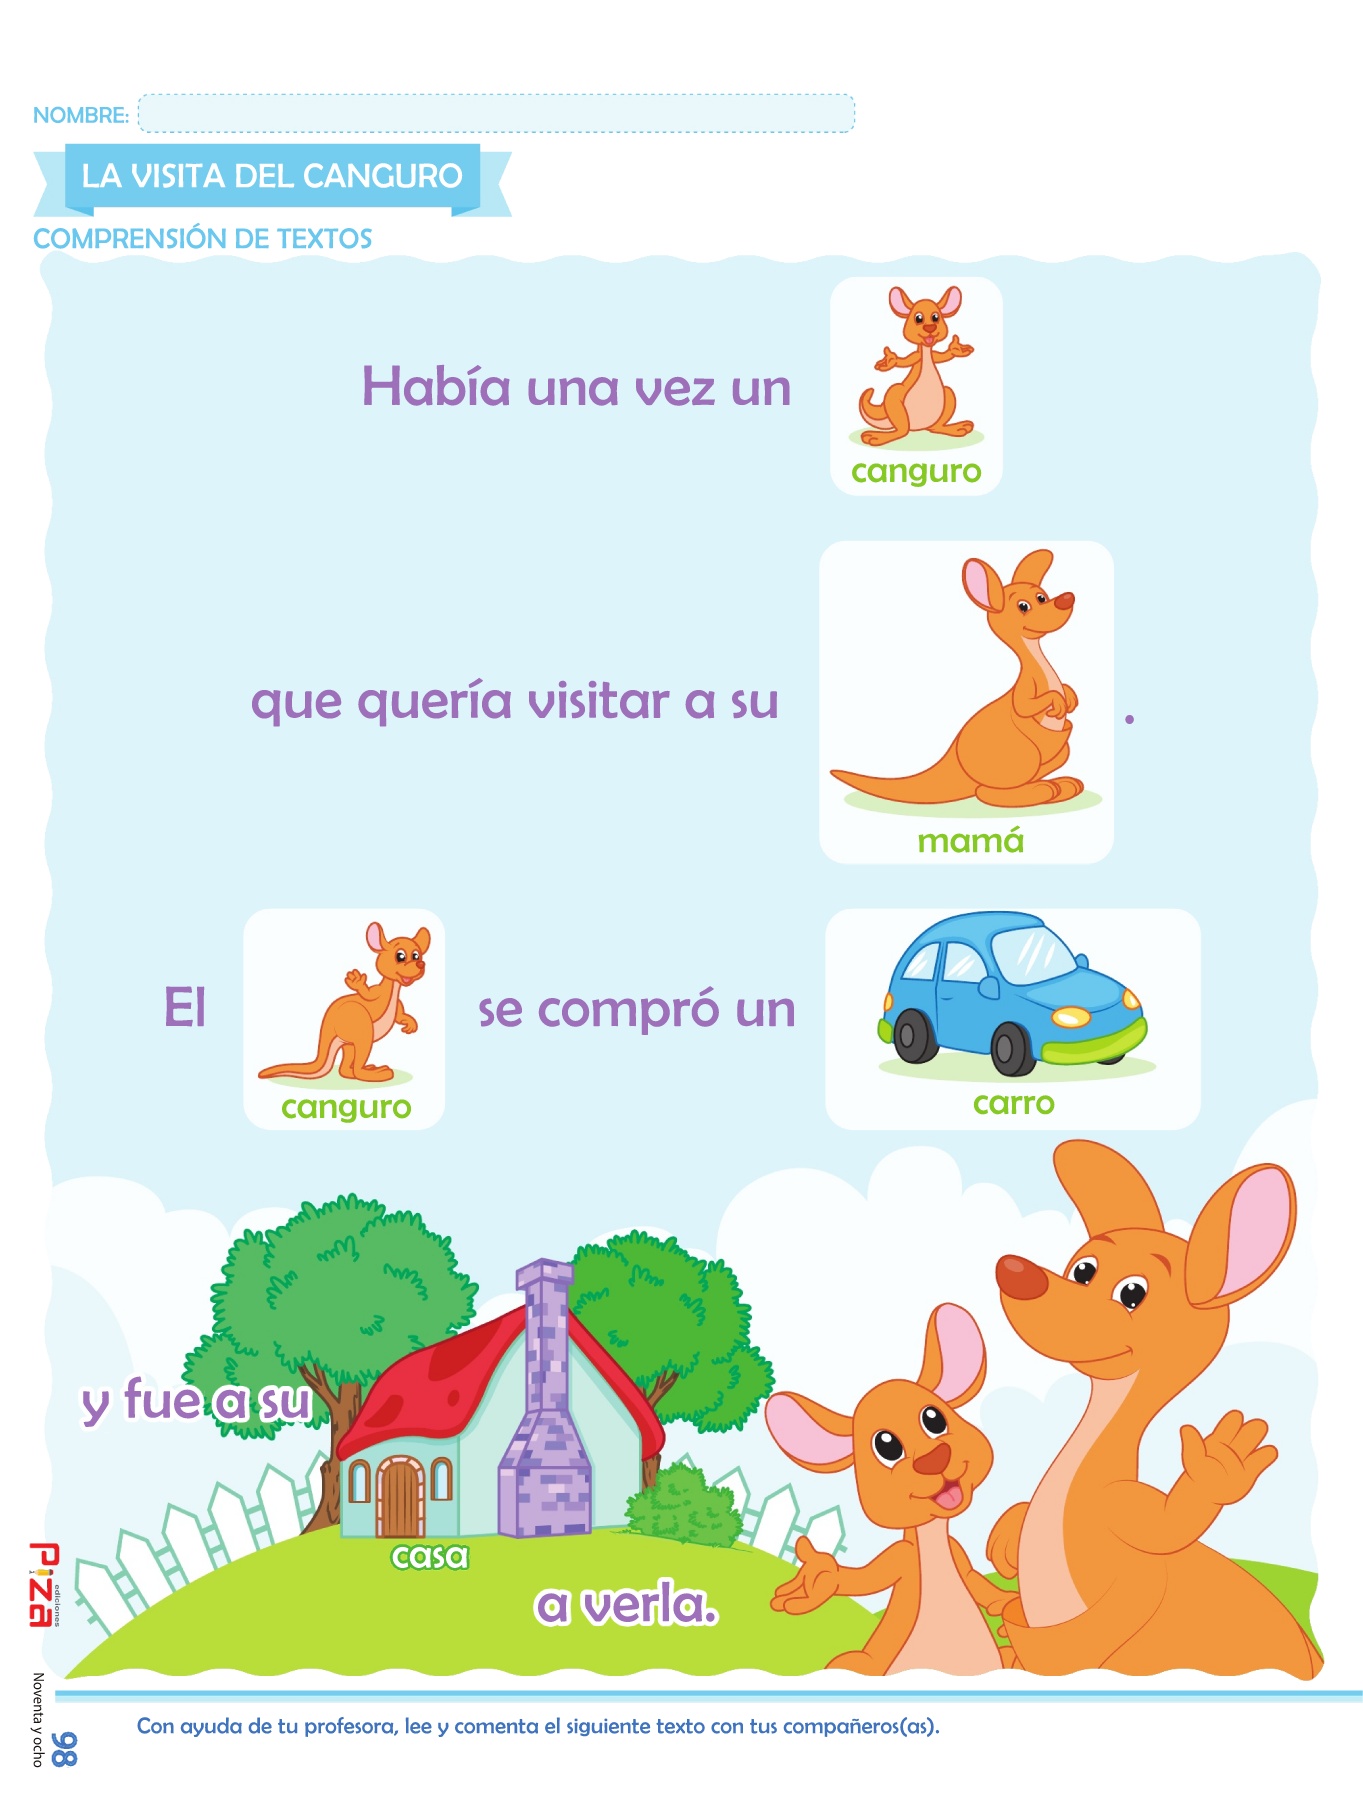 NOMBRE:
LA VISITA DEL CANGURO
COMPRENSIÓN DE TEXTOS
Había una vez un
canguro
que quería visitar a su
.
mamá
El
canguro
se compró un
carro
y fue a su
casa
a verla.
Piza
ediciones
Noventa y ocho
98
Con ayuda de tu profesora, lee y comenta el siguiente texto con tus compañeros(as).